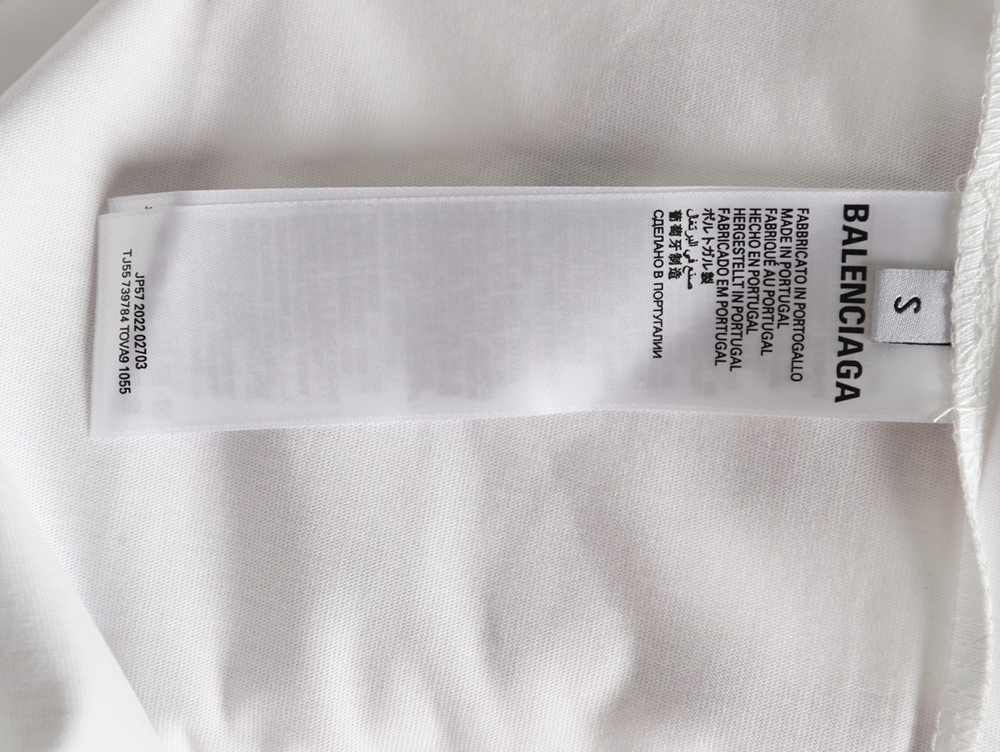 BALENCIAGA
S
FABBRICATO IN PORTOGALLO
MADE IN PORTUGAL
FABRIQUÉ AU PORTUGAL
HECHO EN PORTUGAL
HERGESTELLT IN PORTUGAL
FABRICADO EM PORTUGAL
ポルトガル製
صنع في البرتغال
葡萄牙制造
СДЕЛАНО В ПОРТУГАЛИИ
JP57 2022 02703
TJ55 739784 TOVA9 1055